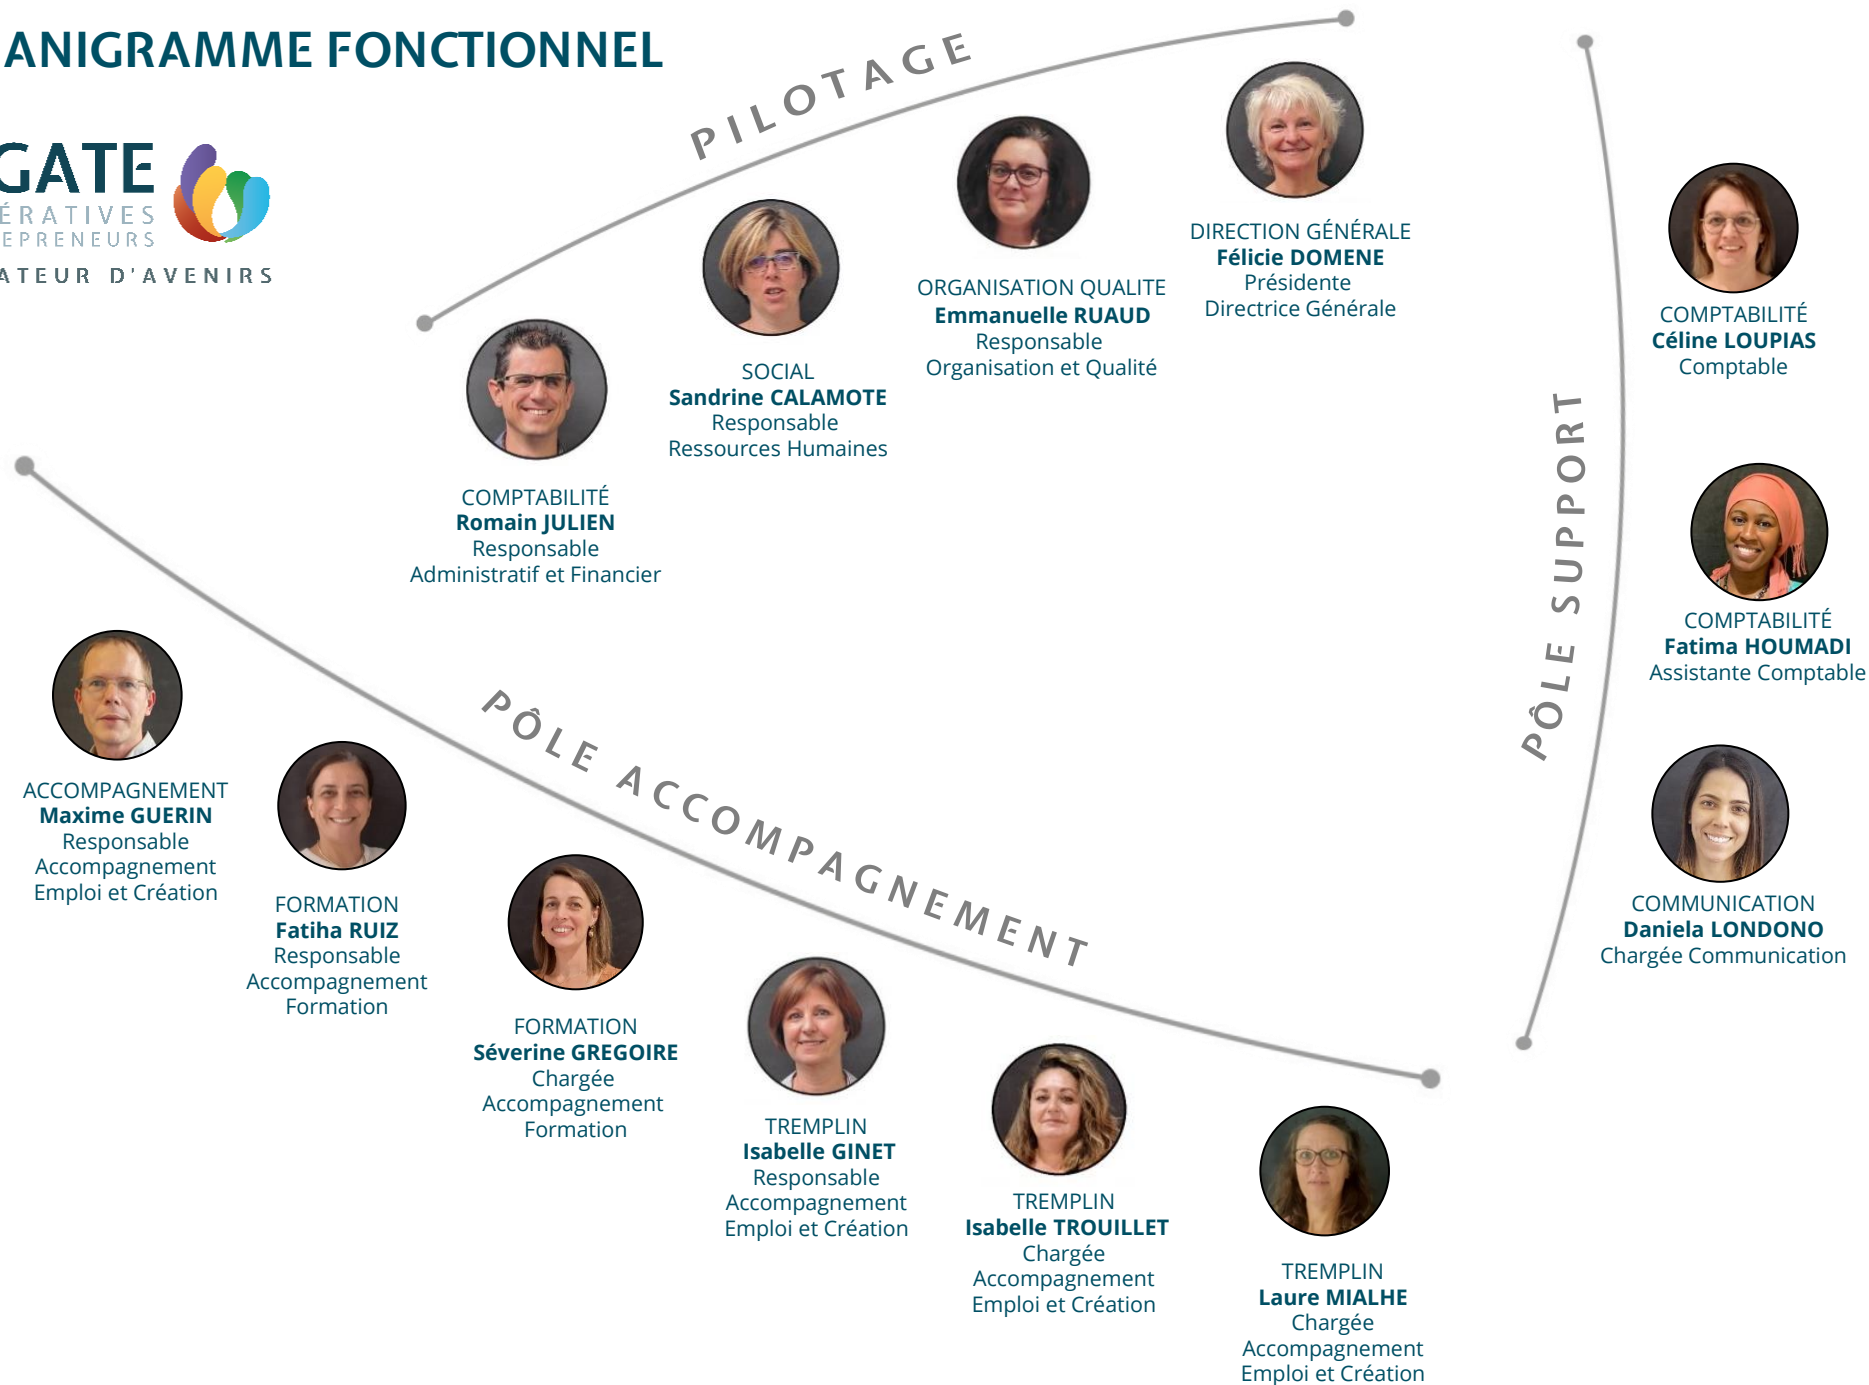 ANIGRAMME FONCTIONNEL
GATE
ÉRATIVES
EPRENEURS
ATEUR D'AVENIRS
PILOTAGE
DIRECTION GÉNÉRALE
Félicie DOMENE
Présidente
Directrice Générale
ORGANISATION QUALITE
Emmanuelle RUAUD
Responsable
Organisation et Qualité
SOCIAL
Sandrine CALAMOTE
Responsable
Ressources Humaines
COMPTABILITÉ
Romain JULIEN
Responsable
Administratif et Financier
PÔLE SUPPORT
COMPTABILITÉ
Céline LOUPIAS
Comptable
COMPTABILITÉ
Fatima HOUMADI
Assistante Comptable
COMMUNICATION
Daniela LONDONO
Chargée Communication
PÔLE ACCOMPAGNEMENT
ACCOMPAGNEMENT
Maxime GUERIN
Responsable
Accompagnement
Emploi et Création
FORMATION
Fatiha RUIZ
Responsable
Accompagnement
Formation
FORMATION
Séverine GREGOIRE
Chargée
Accompagnement
Formation
TREMPLIN
Isabelle GINET
Responsable
Accompagnement
Emploi et Création
TREMPLIN
Isabelle TROUILLET
Chargée
Accompagnement
Emploi et Création
TREMPLIN
Laure MIALHE
Chargée
Accompagnement
Emploi et Création